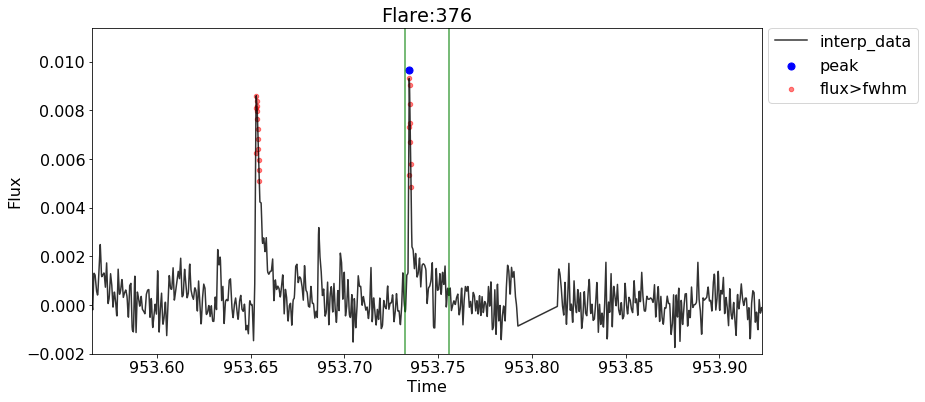 Flare:376
interp_data
peak
flux>fwhm
Flux
0.010
0.008
0.006
0.004
0.002
0.000
−0.002
953.60 953.65 953.70 953.75 953.80 953.85 953.90
Time